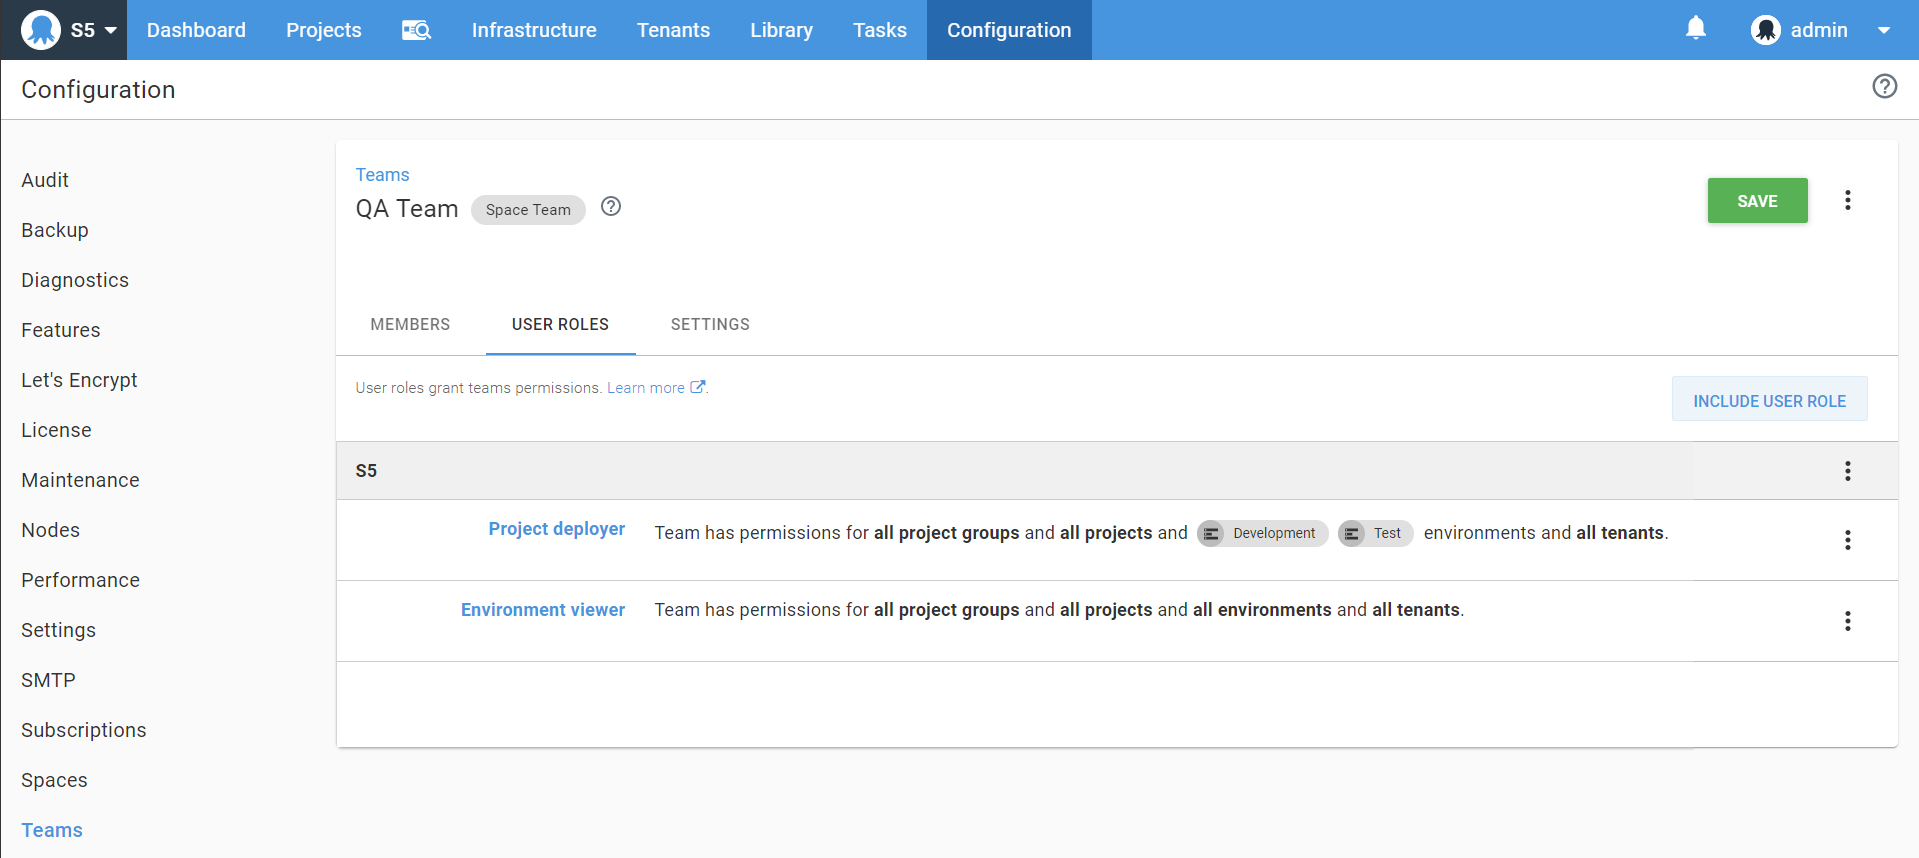 S5 Dashboard Projects Infrastructure Tenants Library Tasks Configuration admin
Configuration
Audit
Backup
Diagnostics
Features
Let's Encrypt
License
Maintenance
Nodes
Performance
Settings
SMTP
Subscriptions
Spaces
Teams
Teams
QA Team Space Team
SAVE
MEMBERS USER ROLES SETTINGS
User roles grant teams permissions. Learn more.
INCLUDE USER ROLE
S5
Project deployer Team has permissions for all project groups and all projects and Development Test environments and all tenants.
Environment viewer Team has permissions for all project groups and all projects and all environments and all tenants.